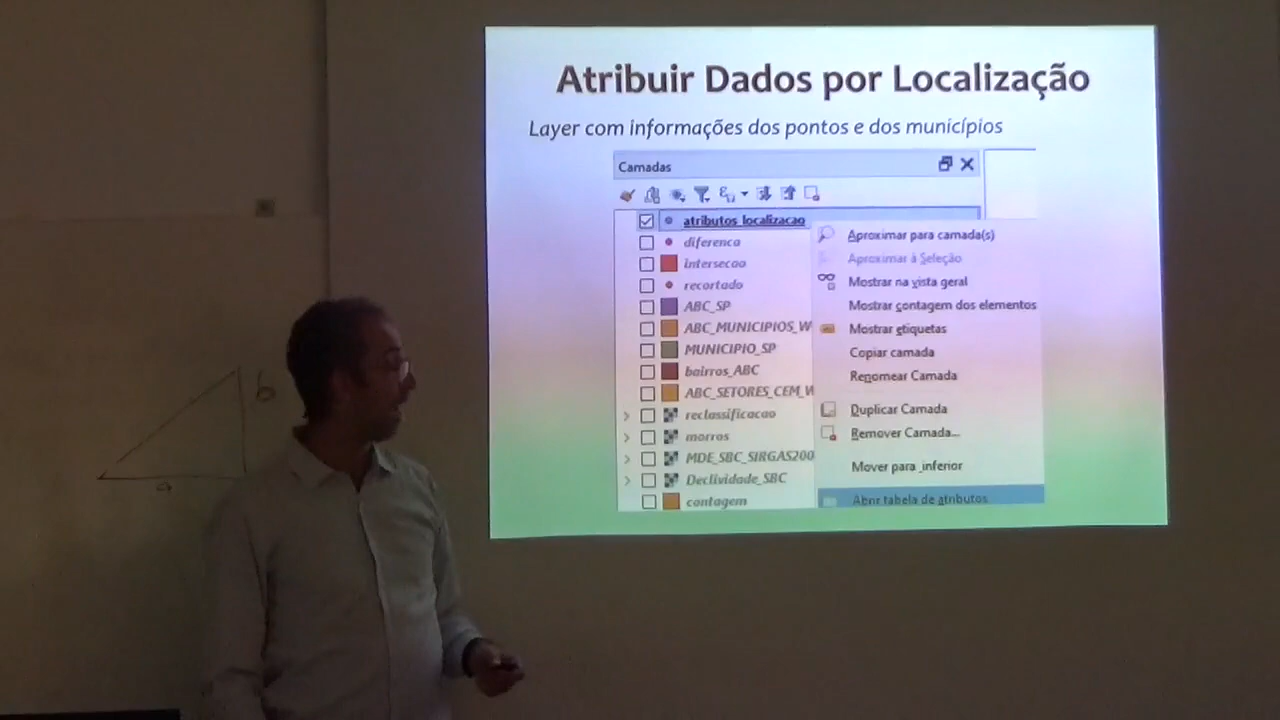 Atribuir Dados por Localização
Layer com informações dos pontos e dos municípios
Camadas
atributos_localizacao
diferenca
intersecao
recortado
ABC_SP
ABC_MUNICIPIOS_W
MUNICIPIO_SP
bairros_ABC
ABC_SETORES_CEM_W
reclassificacao
morros
MDE_SBC_SIRGAS200
Declividade_SBC
contagem
Aproximar para camada(s)
Aproximar à Seleção
Mostrar na vista geral
Mostrar contagem dos elementos
Mostrar etiquetas
Copiar camada
Renomear Camada
Duplicar Camada
Remover Camada...
Mover para _inferior
Abrir tabela de atributos
b
a